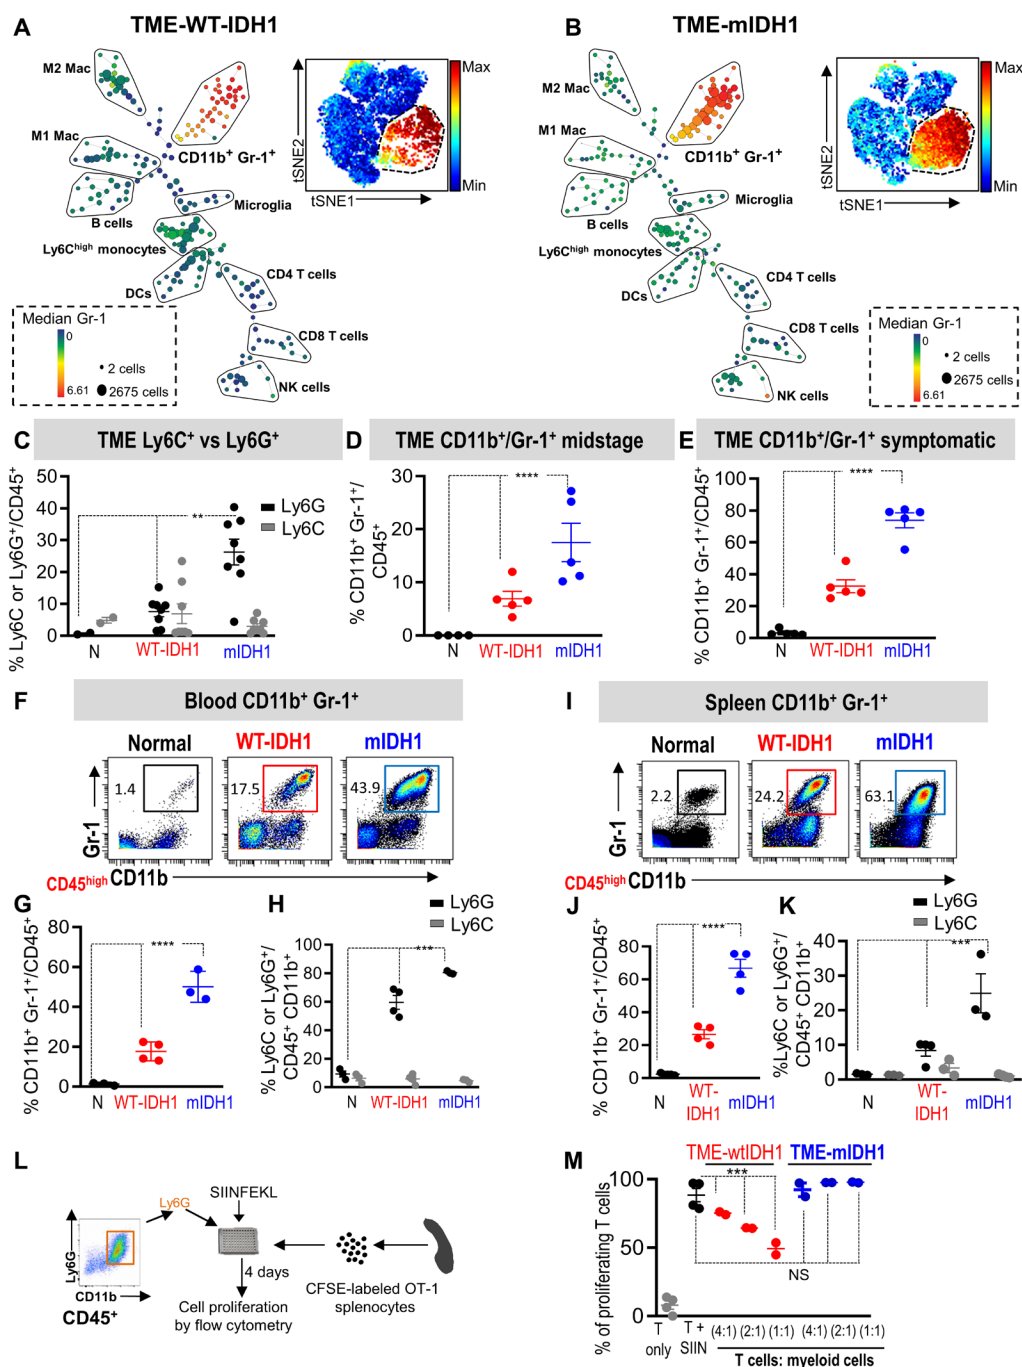 A
TME-WT-IDH1
M2 Mac
M1 Mac
CD11b+ Gr-1+
Microglia
B cells
Ly6Chigh monocytes
DCs
CD4 T cells
CD8 T cells
NK cells
tSNE2
tSNE1
Max
Min
Median Gr-1
0
6.61
2 cells
2675 cells
B
TME-mIDH1
M2 Mac
M1 Mac
CD11b+ Gr-1+
Microglia
B cells
Ly6Chigh monocytes
DCs
CD4 T cells
CD8 T cells
NK cells
tSNE2
tSNE1
Max
Min
Median Gr-1
0
6.61
2 cells
2675 cells
C
TME Ly6C+ vs Ly6G+
% Ly6C or Ly6G+/CD45+
50
40
30
20
10
0
**
Ly6G
Ly6C
N
WT-IDH1
mIDH1
D
TME CD11b+/Gr-1+ midstage
% CD11b+ Gr-1+/
CD45+
30
20
10
0
****
N
WT-IDH1
mIDH1
E
TME CD11b+/Gr-1+ symptomatic
% CD11b+ Gr-1+/CD45+
100
80
60
40
20
0
****
N
WT-IDH1
mIDH1
F
Blood CD11b+ Gr-1+
Normal
WT-IDH1
mIDH1
1.4
17.5
43.9
Gr-1
CD45high CD11b
I
Spleen CD11b+ Gr-1+
Normal
WT-IDH1
mIDH1
2.2
24.2
63.1
Gr-1
CD45high CD11b
G
% CD11b+ Gr-1+/CD45+
80
60
40
20
0
****
N
WT-IDH1
mIDH1
H
Ly6G
Ly6C
% Ly6C or Ly6G+/
CD45+ CD11b+
100
80
60
40
20
0
***
N
WT-IDH1
mIDH1
J
% CD11b+ Gr-1+/CD45+
100
80
60
40
20
0
****
N
WT-
IDH1
mIDH1
K
Ly6G
Ly6C
%Ly6C or Ly6G+/
CD45+ CD11b+
40
30
20
10
0
***
N
WT-
IDH1
mIDH1
L
Ly6G
CD11b
CD45+
Ly6G
SIINFEKL
4 days
Cell proliferation
by flow cytometry
CFSE-labeled OT-1
splenocytes
M
TME-wtIDH1
TME-mIDH1
% of proliferating T cells
100
50
0
***
NS
T
only
T +
SIIN
(4:1)
(2:1)
(1:1)
(4:1)
(2:1)
(1:1)
T cells: myeloid cells